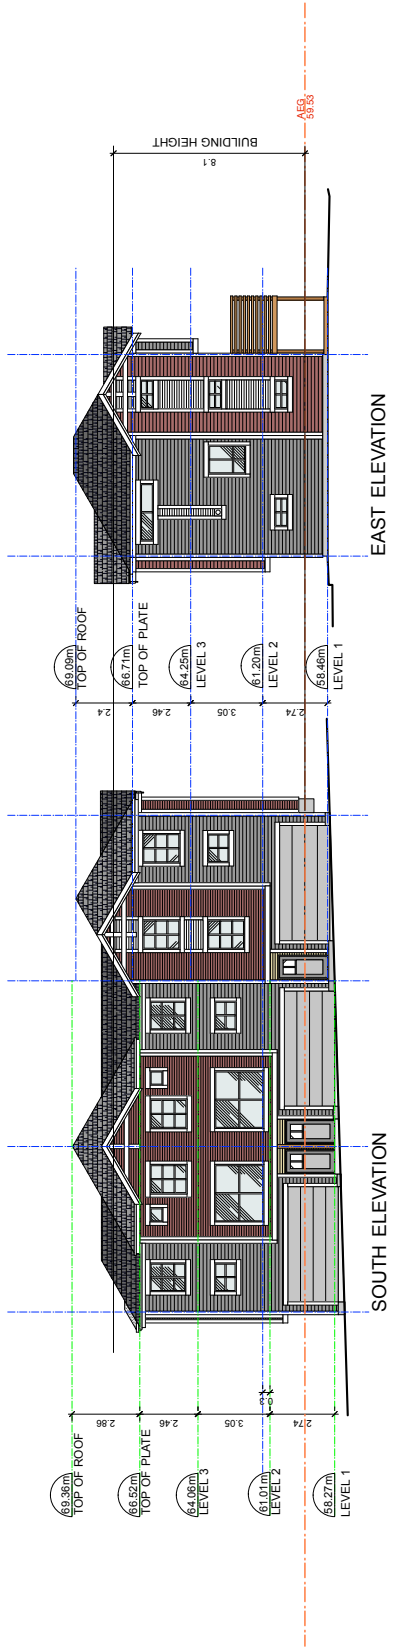 69.36m
TOP OF ROOF
66.52m
TOP OF PLATE
64.06m
LEVEL 3
61.01m
LEVEL 2
58.27m
LEVEL 1
2.86
2.46
3.05
0.3
2.74
SOUTH ELEVATION
69.09m
TOP OF ROOF
66.71m
TOP OF PLATE
64.25m
LEVEL 3
61.20m
LEVEL 2
58.46m
LEVEL 1
2.4
2.46
3.05
2.74
EAST ELEVATION
8.1
BUILDING HEIGHT
AEG
59.53